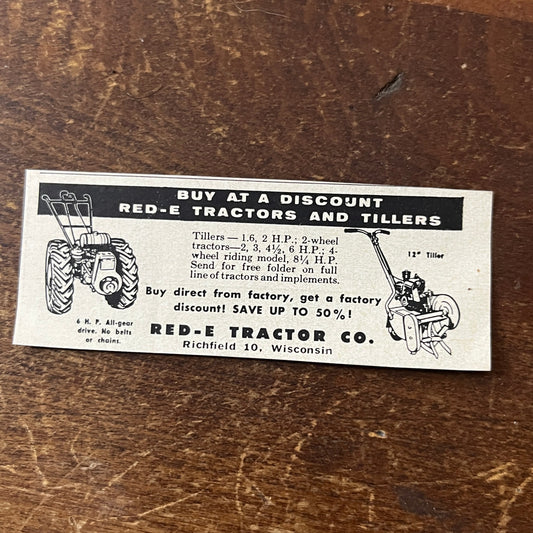 BUY AT A DISCOUNT
RED-E TRACTORS AND TILLERS
Tillers — 1.6, 2 H.P.; 2-wheel
tractors—2, 3, 4½, 6 H.P.; 4-
wheel riding model, 8¼ H.P.
Send for free folder on full
line of tractors and implements.
12" Tiller
Buy direct from factory, get a factory
discount! SAVE UP TO 50%!
6 H. P. All-gear
drive. No belts
or chains.
RED-E TRACTOR CO.
Richfield 10, Wisconsin